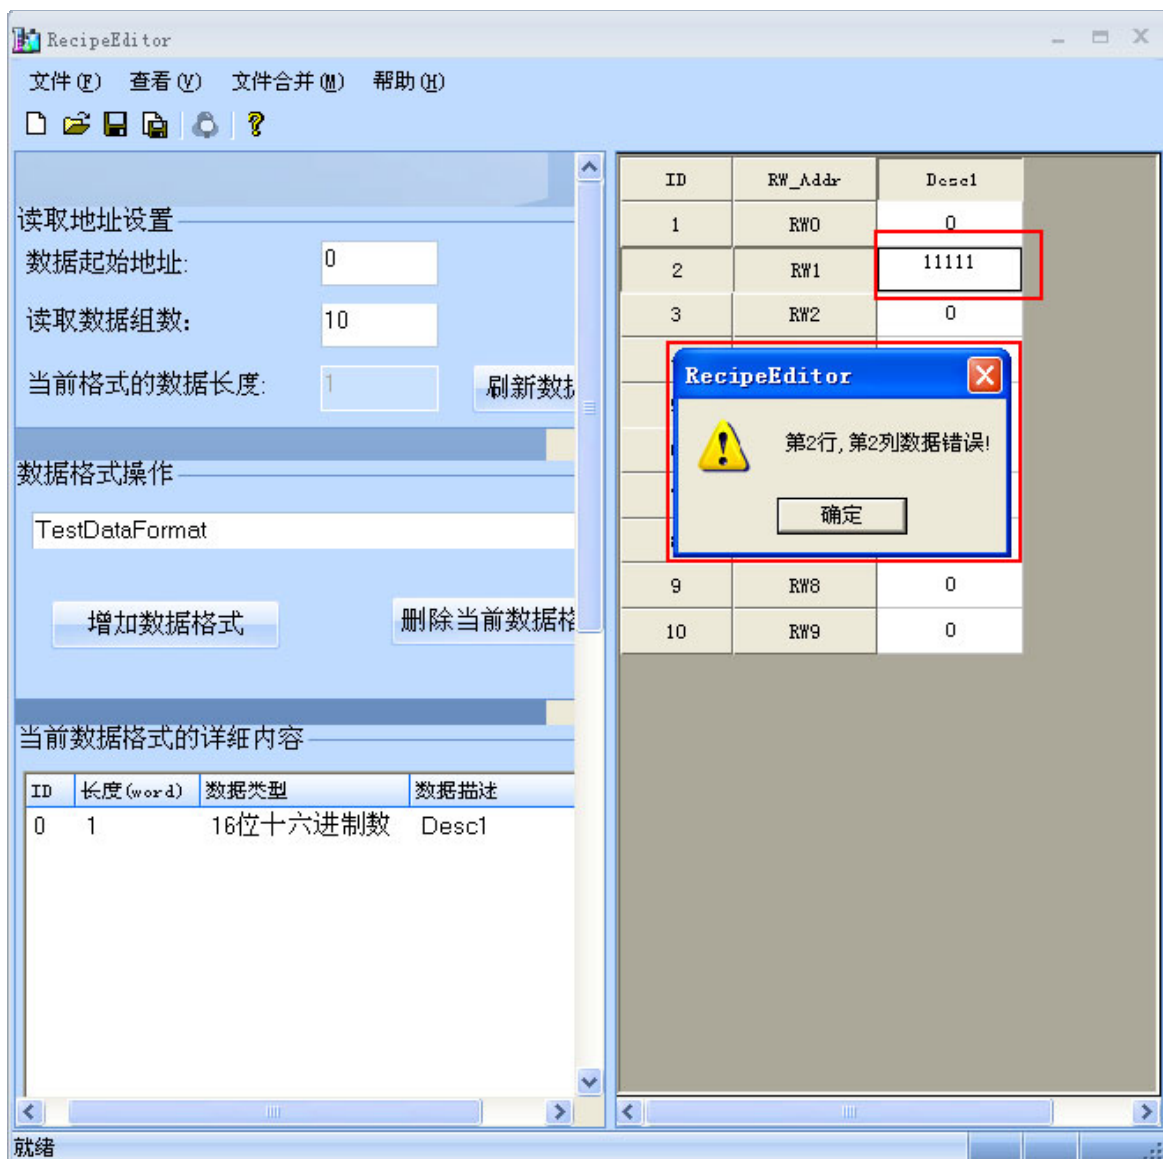 RecipeEditor
文件(F) 查看(V) 文件合并(M) 帮助(H)
读取地址设置
数据起始地址: 0
读取数据组数: 10
当前格式的数据长度: 1 刷新数据
数据格式操作
TestDataFormat
增加数据格式 删除当前数据格
当前数据格式的详细内容
ID 长度(word) 数据类型 数据描述
0 1 16位十六进制数 Desc1
ID RW_Addr Desc1
1 RW0 0
2 RW1 11111
3 RW2 0
RecipeEditor
第2行,第2列数据错误!
确定
9 RW8 0
10 RW9 0
就绪